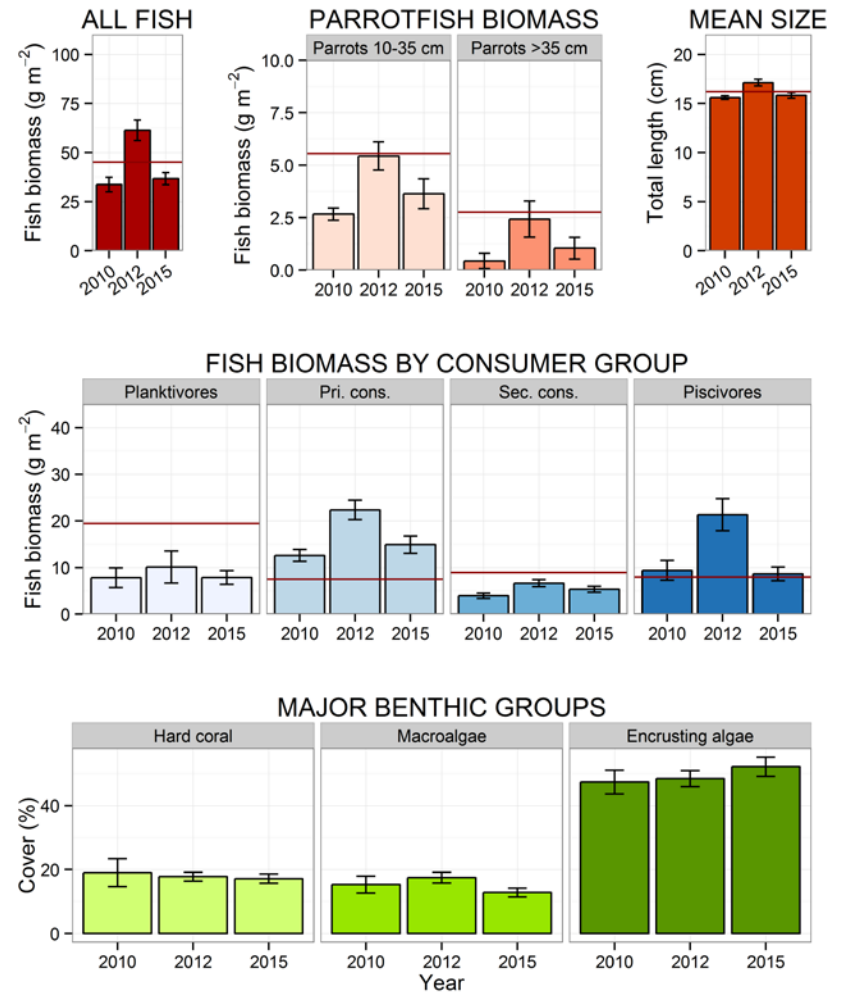 ALL FISH
Fish biomass (g m⁻²)
100
75
50
25
0
2010 2012 2015
PARROTFISH BIOMASS
Parrots 10-35 cm Parrots >35 cm
Fish biomass (g m⁻²)
10.0
7.5
5.0
2.5
0.0
2010 2012 2015 2010 2012 2015
MEAN SIZE
Total length (cm)
20
15
10
5
0
2010 2012 2015
FISH BIOMASS BY CONSUMER GROUP
Planktivores Pri. cons. Sec. cons. Piscivores
Fish biomass (g m⁻²)
40
30
20
10
0
2010 2012 2015 2010 2012 2015 2010 2012 2015 2010 2012 2015
MAJOR BENTHIC GROUPS
Hard coral Macroalgae Encrusting algae
Cover (%)
40
20
0
2010 2012 2015 2010 2012 2015 2010 2012 2015
Year